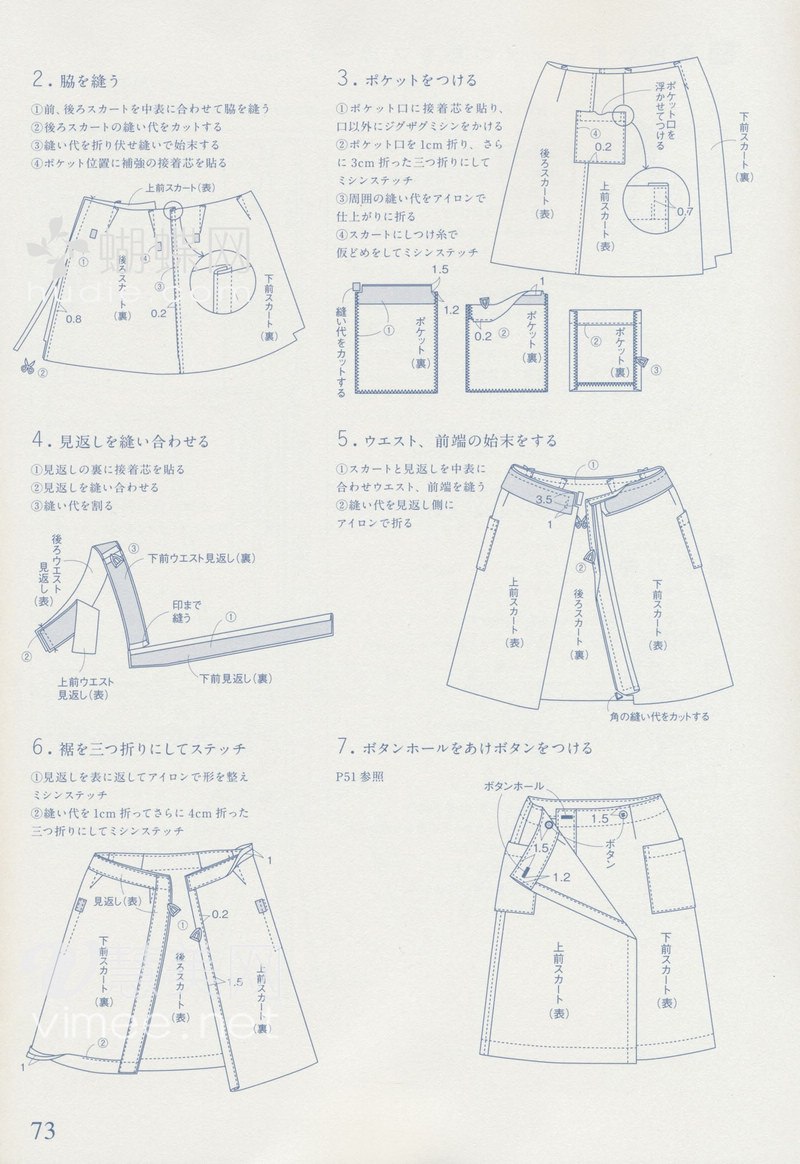 2. 脇を縫う
①前、後ろスカートを中表に合わせて脇を縫う
②後ろスカートの縫い代をカットする
③縫い代を折り伏せ縫いで始末する
④ポケット位置に補強の接着芯を貼る
上前スカート(表)
①
④
③
後ろスカート(裏)
下前スカート(裏)
0.8
0.2
②
蝴蝶网
3. ポケットをつける
①ポケット口に接着芯を貼り、
口以外にジグザグミシンをかける
②ポケット口を1cm折り、さら
に3cm折った三つ折りにして
ミシンステッチ
③周囲の縫い代をアイロンで
仕上がりに折る
④スカートにしつけ糸で
仮どめをしてミシンステッチ
ポケット口を
浮かせてつける
④
0.2
後ろスカート(表)
上前スカート(表)
下前スカート(裏)
0.7
1.5
1.2
①
縫い代をカットする
ポケット(裏)
1
0.2
②
ポケット(裏)
②
ポケット(裏)
③
4. 見返しを縫い合わせる
①見返しの裏に接着芯を貼る
②見返しを縫い合わせる
③縫い代を割る
後ろウエスト
見返し(表)
③
下前ウエスト見返し(裏)
印まで
縫う
①
②
上前ウエスト
見返し(表)
下前見返し(裏)
5. ウエスト、前端の始末をする
①スカートと見返しを中表に
合わせウエスト、前端を縫う
②縫い代を見返し側に
アイロンで折る
①
3.5
1
②
上前スカート(表)
後ろスカート(裏)
下前スカート(表)
角の縫い代をカットする
6. 裾を三つ折りにしてステッチ
①見返しを表に返してアイロンで形を整え
ミシンステッチ
②縫い代を1cm折ってさらに4cm折った
三つ折りにしてミシンステッチ
1
見返し(表)
0.2
①
下前スカート(裏)
後ろスカート(表)
1.5
上前スカート(裏)
②
1
vimee.net
7. ボタンホールをあけボタンをつける
P51参照
ボタンホール
1.5
1.5
ボタン
1.2
上前スカート(表)
下前スカート(表)
73